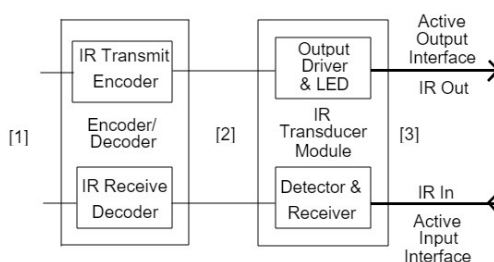 IR Transmit
Encoder
Encoder/
Decoder
IR Receive
Decoder
[1]
[2]
Output
Driver
& LED
IR
Transducer
Module
Detector &
Receiver
[3]
Active
Output
Interface
IR Out
IR In
Active
Input
Interface